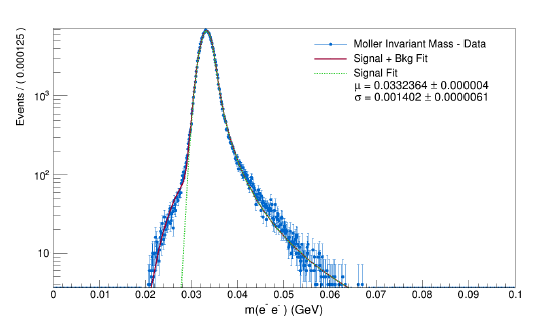 Events / ( 0.000125 )
Moller Invariant Mass - Data
Signal + Bkg Fit
Signal Fit
μ = 0.0332364 ± 0.000004
σ = 0.001402 ± 0.0000061
10³
10²
10
0 0.01 0.02 0.03 0.04 0.05 0.06 0.07 0.08 0.09 0.1
m(e⁻e⁻) (GeV)